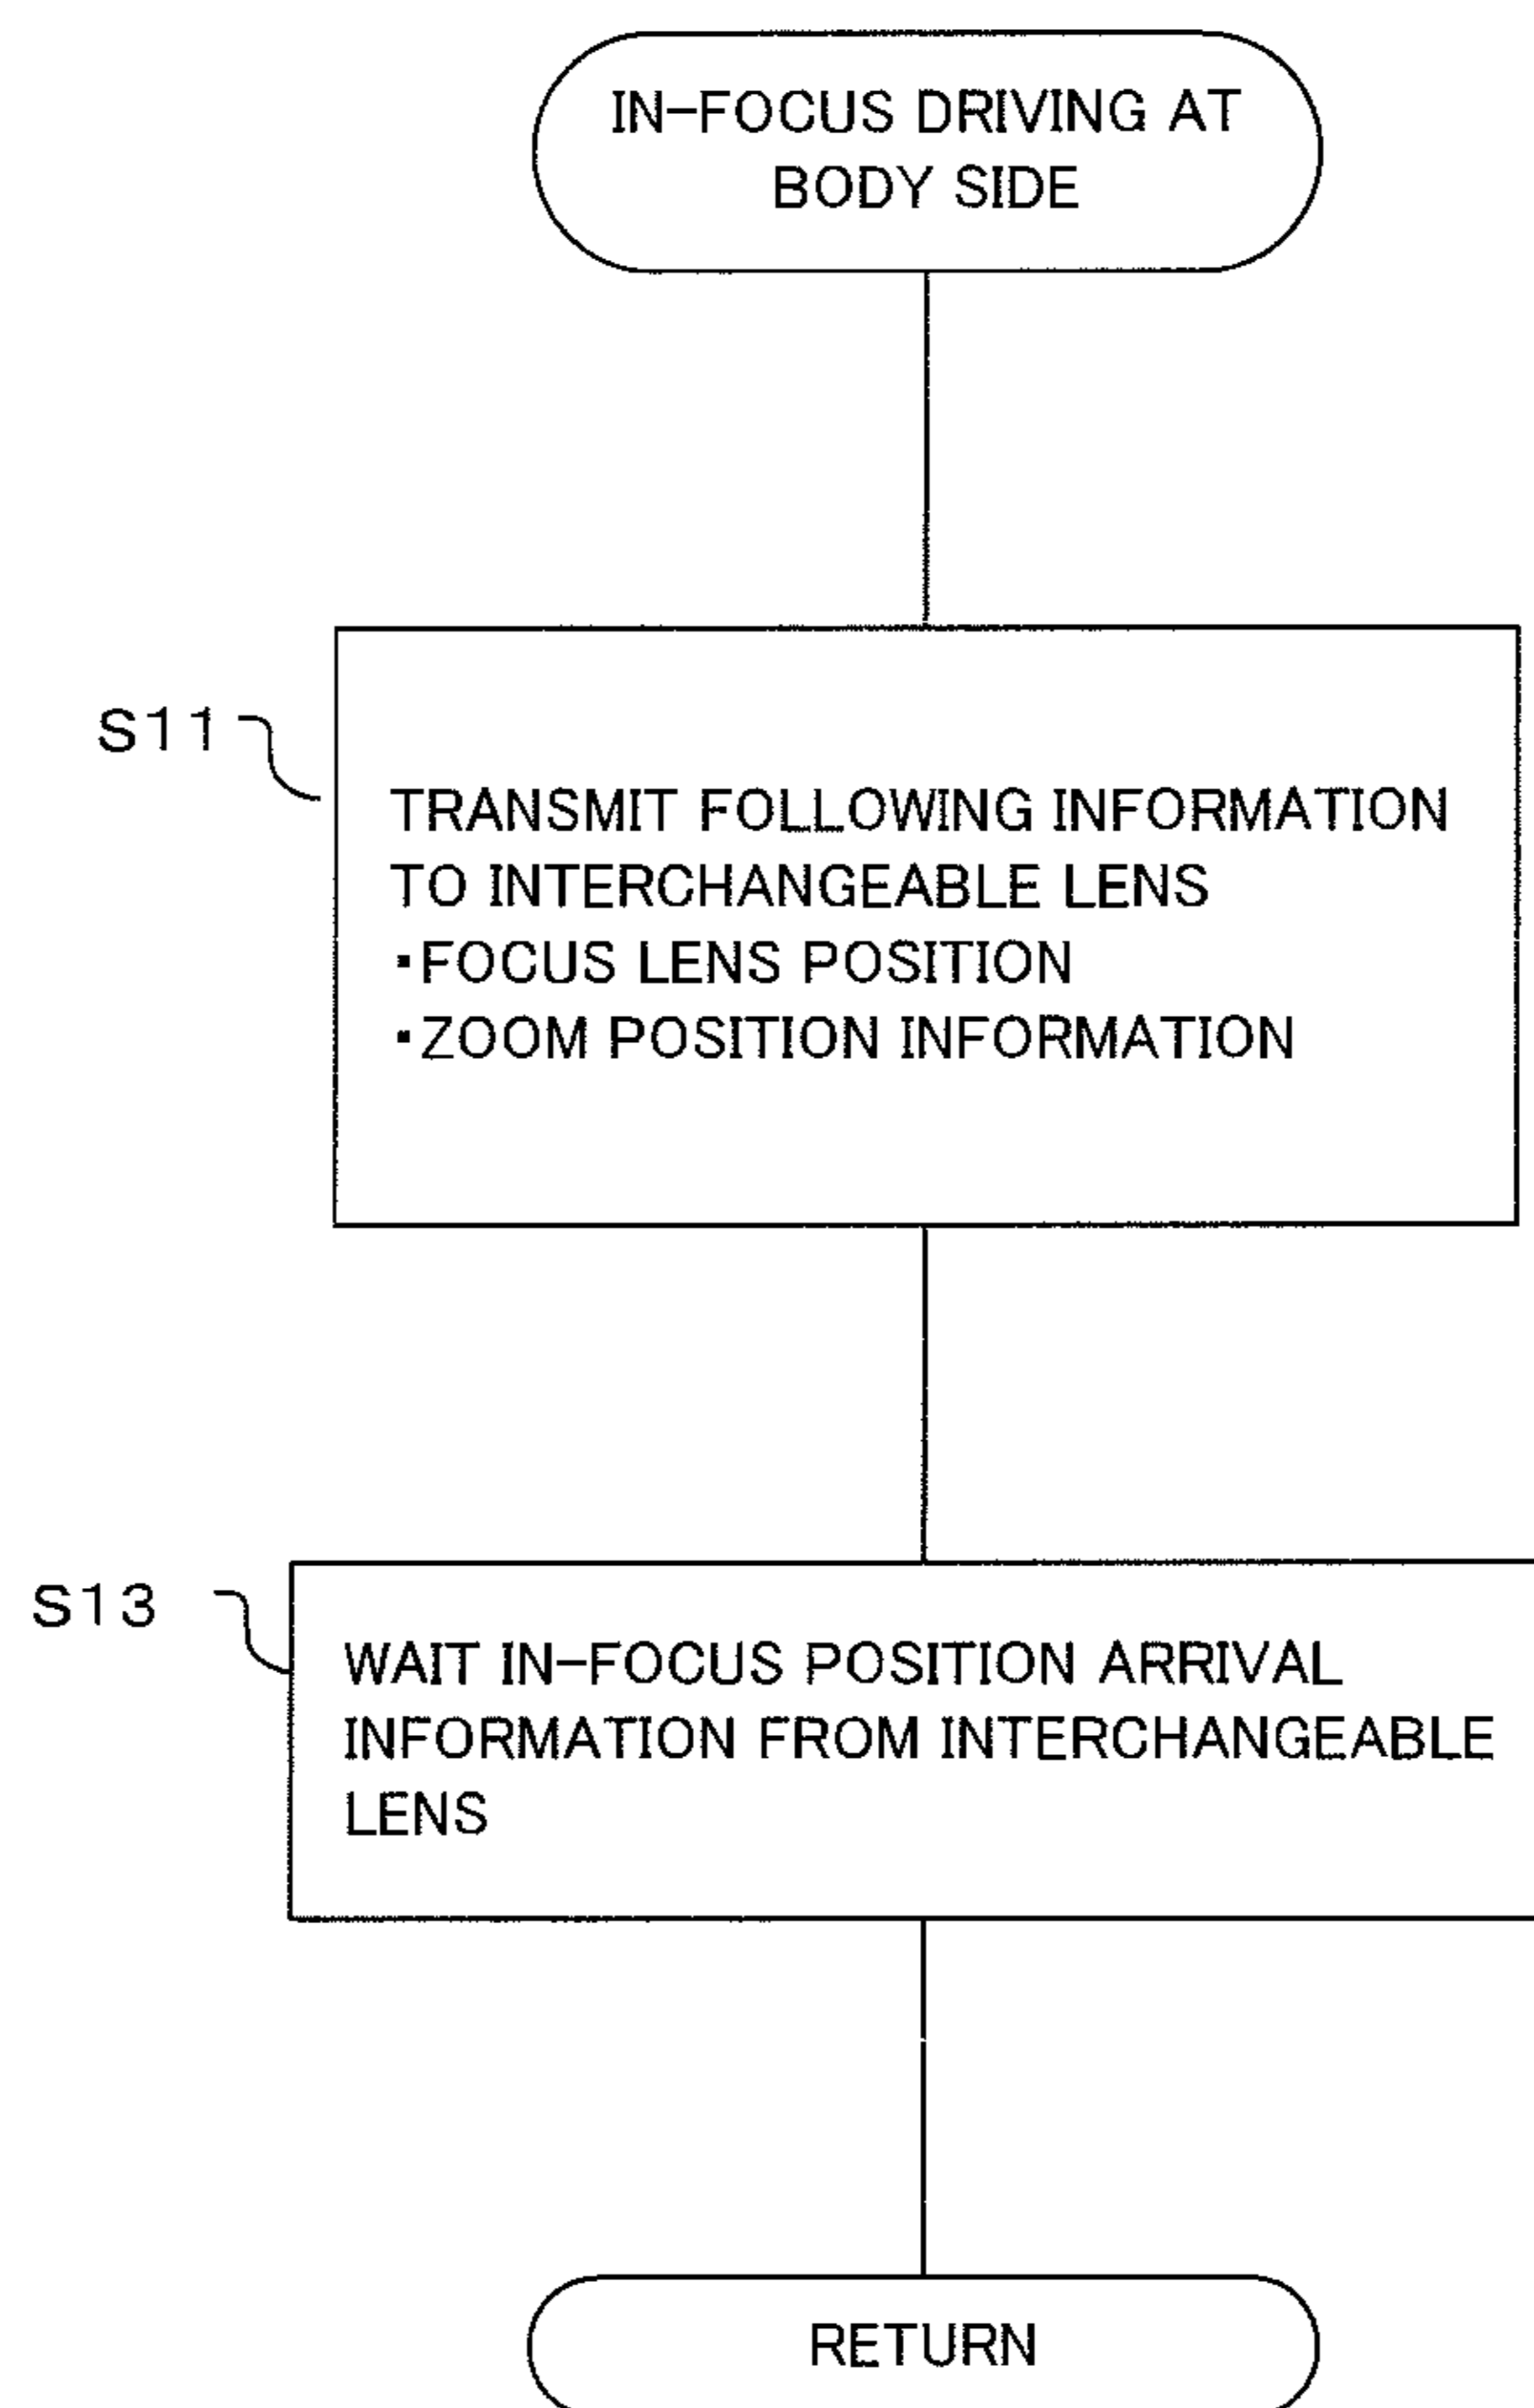 IN-FOCUS DRIVING AT
BODY SIDE
S11
TRANSMIT FOLLOWING INFORMATION
TO INTERCHANGEABLE LENS
・FOCUS LENS POSITION
・ZOOM POSITION INFORMATION
S13
WAIT IN-FOCUS POSITION ARRIVAL
INFORMATION FROM INTERCHANGEABLE
LENS
RETURN